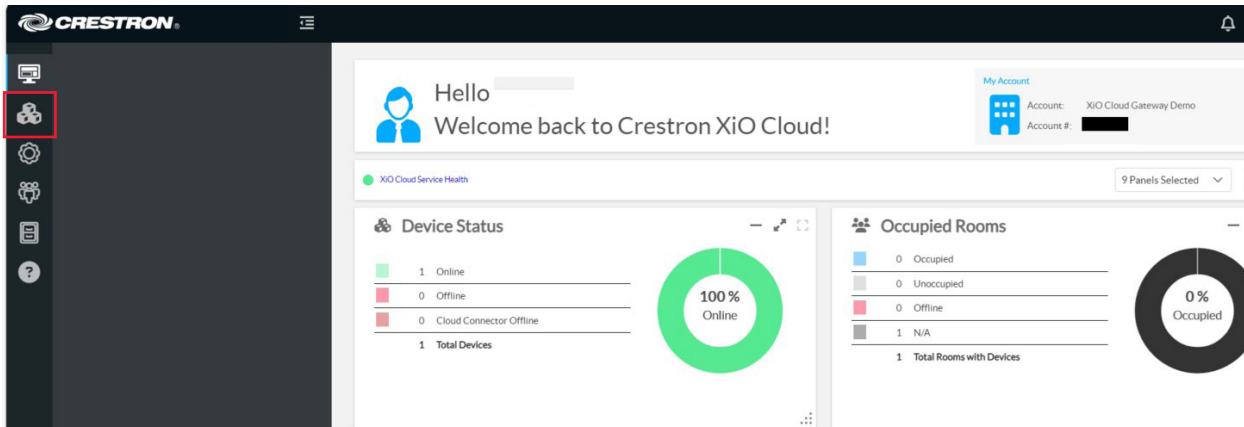 CRESTRON®
Hello
Welcome back to Crestron XiO Cloud!
My Account
Account: XiO Cloud Gateway Demo
Account #:
XiO Cloud Service Health
9 Panels Selected
Device Status
1 Online
0 Offline
0 Cloud Connector Offline
1 Total Devices
100 %
Online
Occupied Rooms
0 Occupied
0 Unoccupied
0 Offline
1 N/A
1 Total Rooms with Devices
0 %
Occupied